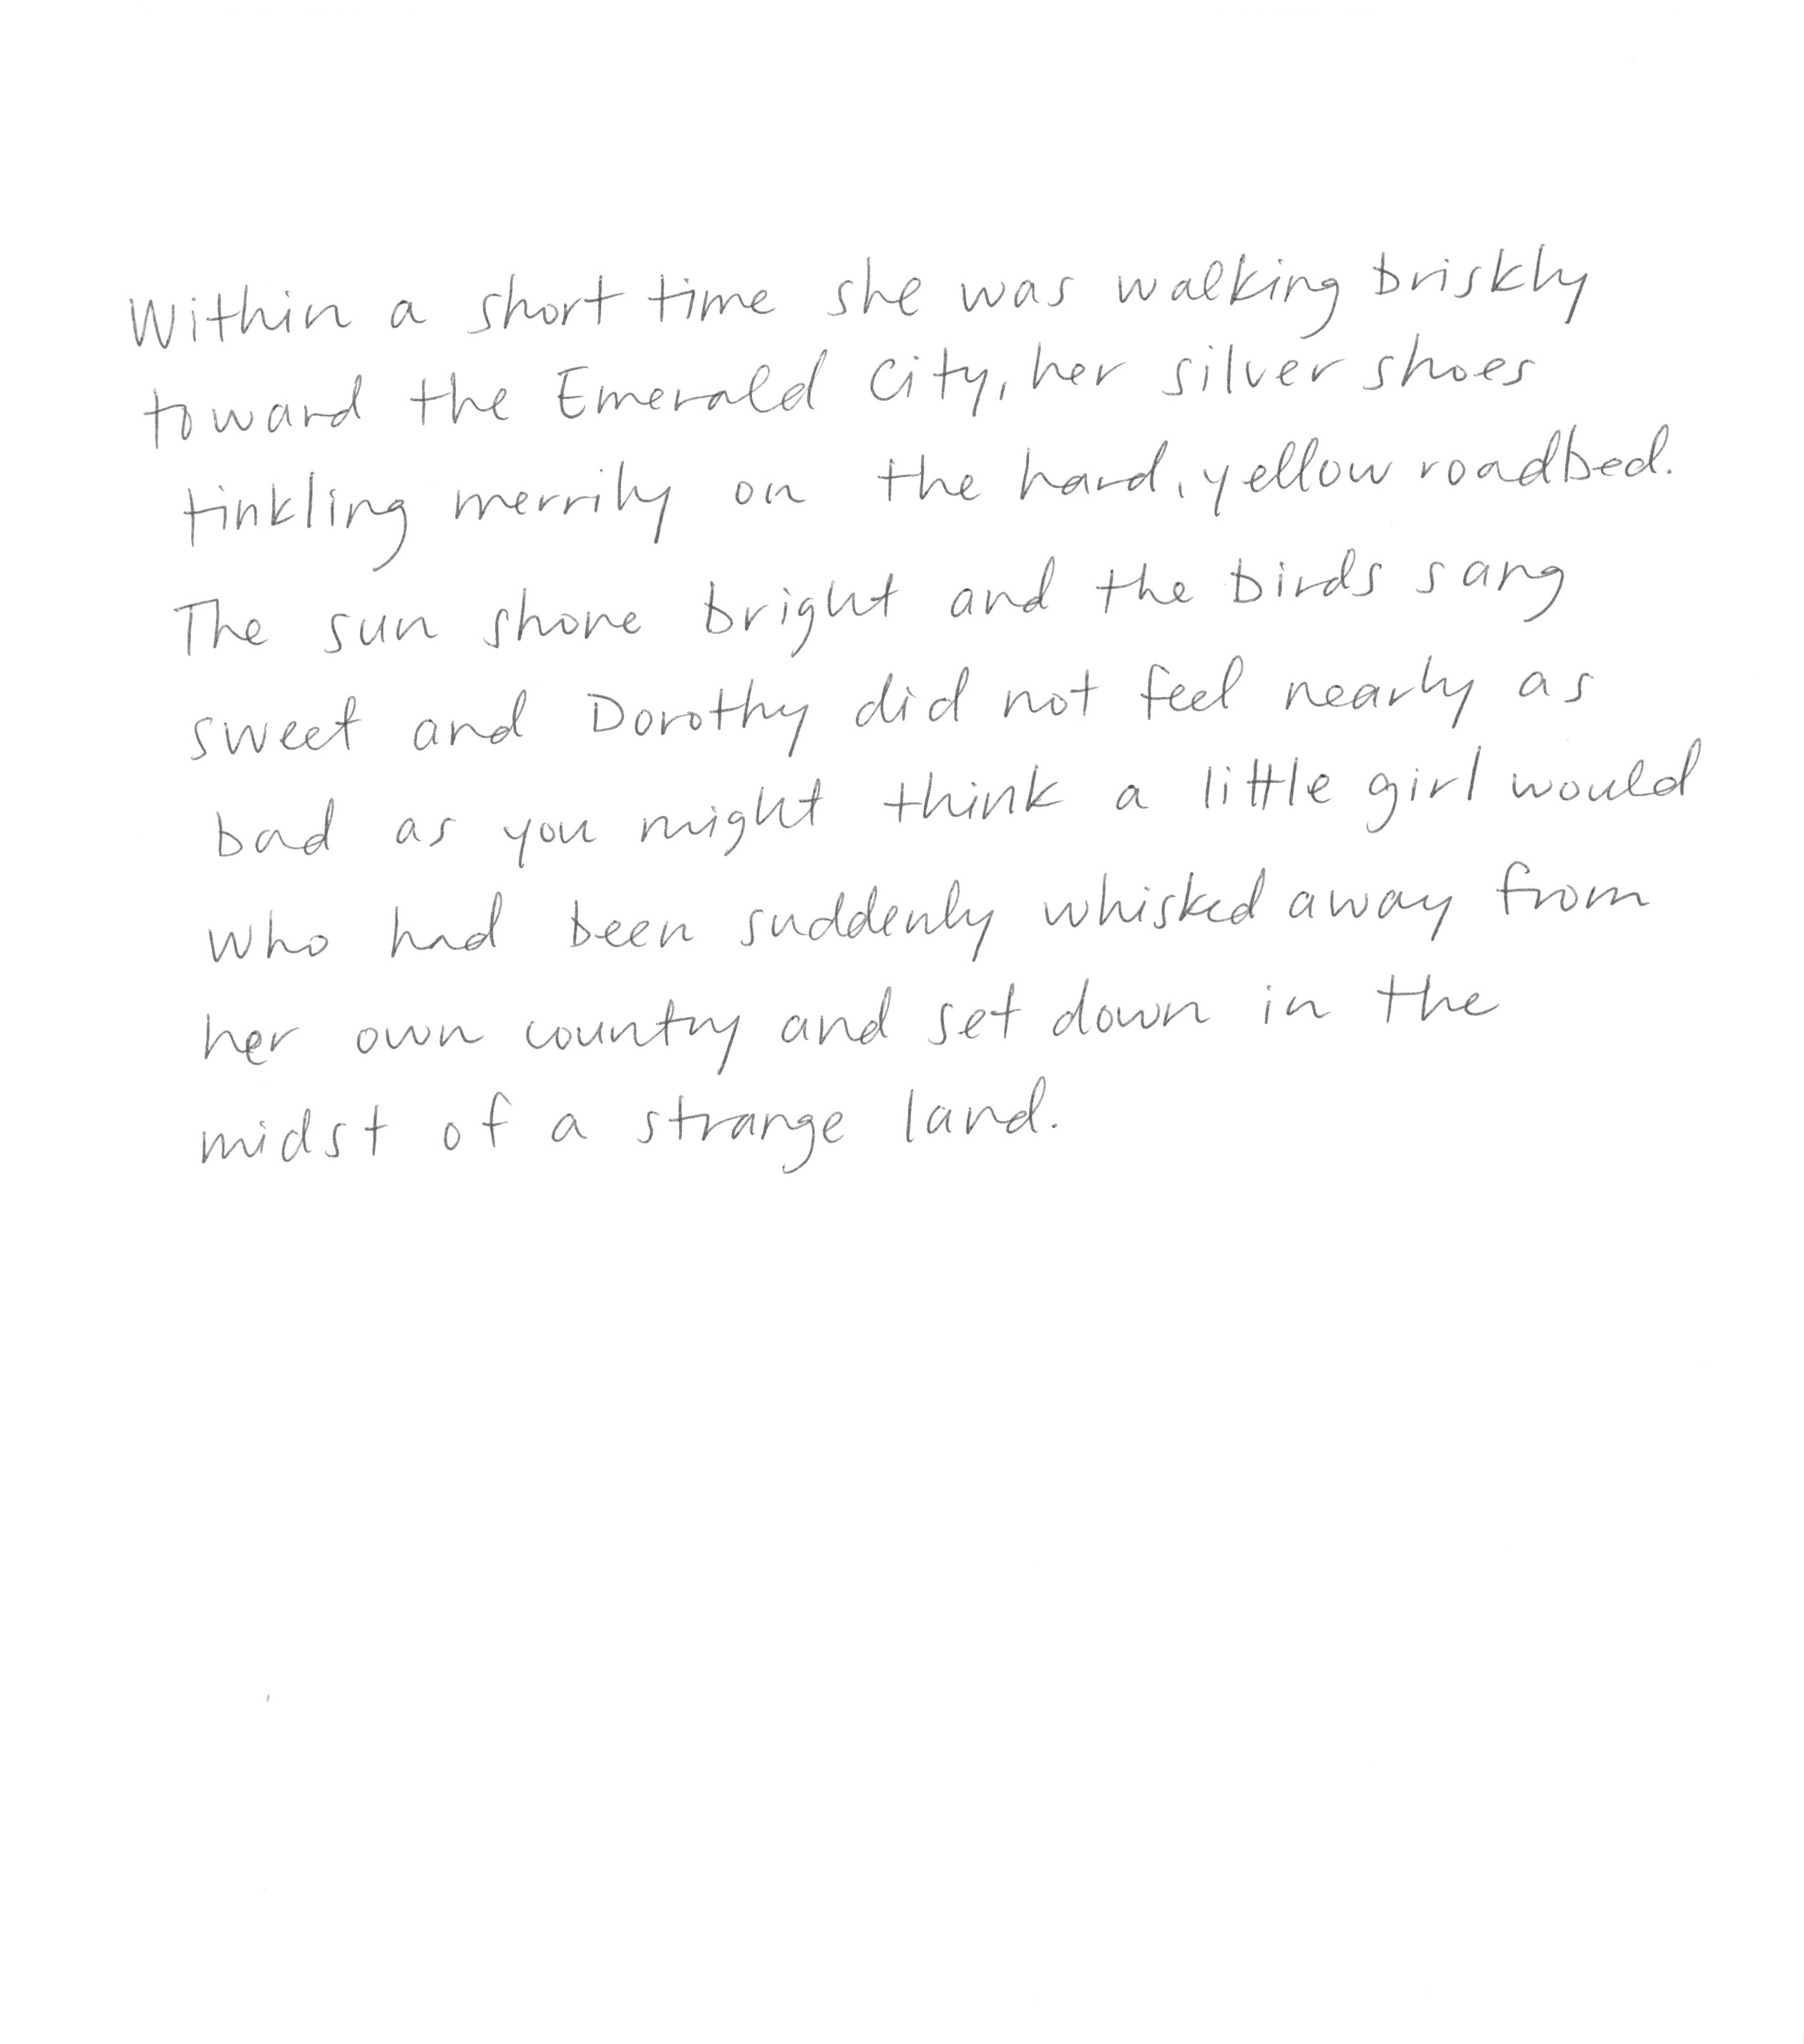 Within a short time she was walking briskly
toward the Emerald City, her silver shoes
tinkling merrily on the hard, yellow roadbed.
The sun shone bright and the birds sang
sweet and Dorothy did not feel nearly as
bad as you might think a little girl would
who had been suddenly whisked away from
her own country and set down in the
midst of a strange land.